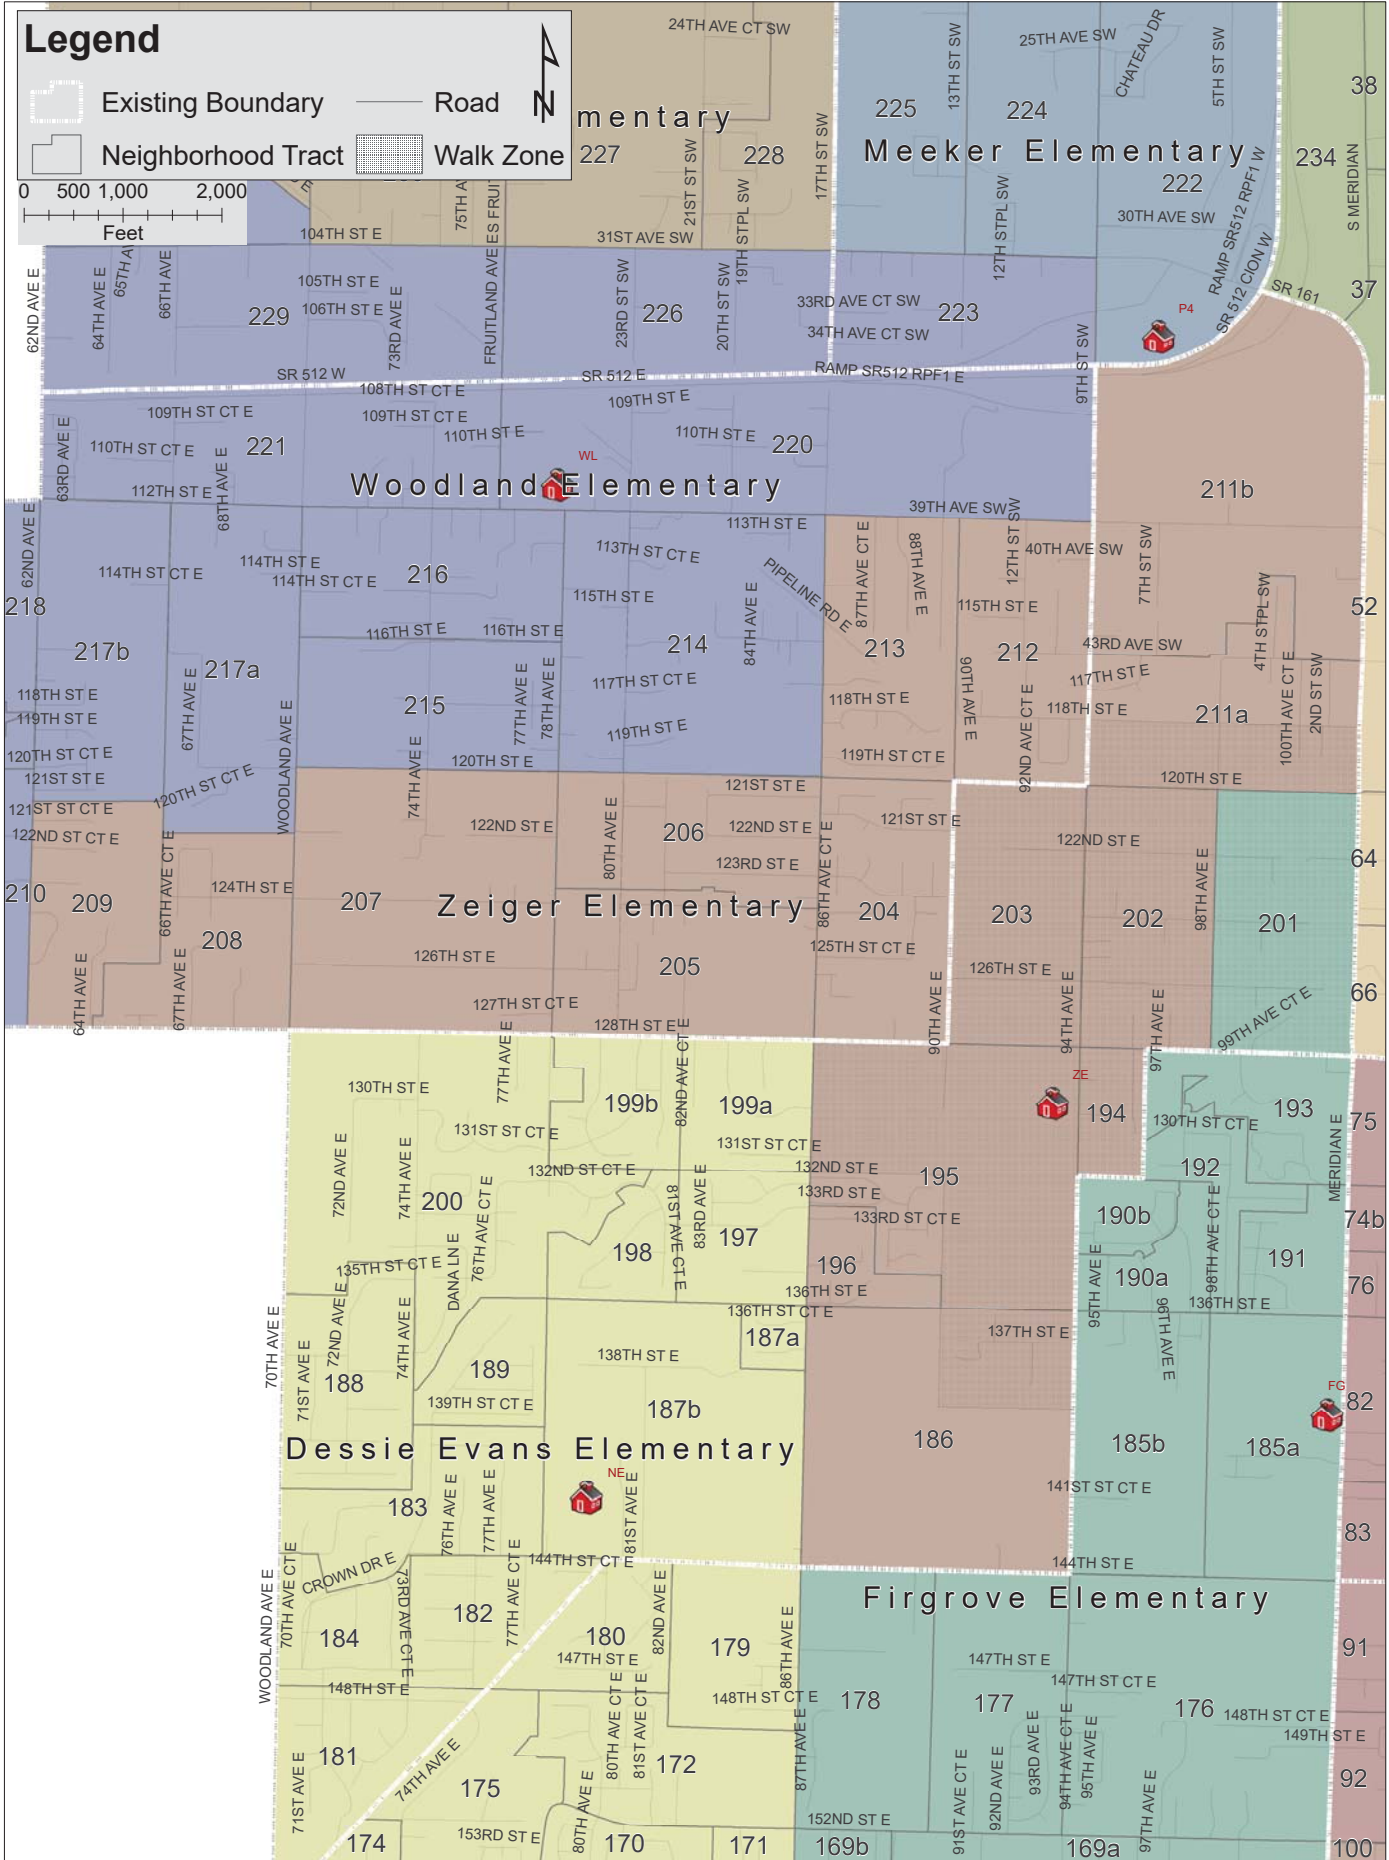 Legend
Existing Boundary
Road
Neighborhood Tract
Walk Zone
N
0 500 1,000 2,000
Feet
24TH AVE CT SW
mentary
227
228
21ST ST SW
19TH STPL SW
17TH ST SW
31ST AVE SW
104TH ST E
225
13TH ST SW
25TH AVE SW
224
CHATEAU DR
5TH ST SW
Meeker Elementary
222
12TH STPL SW
30TH AVE SW
RAMP SR512 RPF1 W
SR 512 CION W
38
234
S MERIDIAN
37
SR 161
P4
62ND AVE E
64TH AVE E
66TH AVE
105TH ST E
106TH ST E
229
73RD AVE E
FRUITLAND AVE E
23RD ST SW
226
20TH ST SW
33RD AVE CT SW
34TH AVE CT SW
223
9TH ST SW
SR 512 W
SR 512 E
RAMP SR512 RPF1 E
108TH ST CT E
109TH ST CT E
109TH ST CT E
109TH ST E
110TH ST CT E
110TH ST E
110TH ST E
63RD AVE E
221
220
68TH AVE E
112TH ST E
WL
Woodland Elementary
39TH AVE SW
211b
62ND AVE E
113TH ST E
113TH ST CT E
114TH ST E
114TH ST CT E
114TH ST CT E
216
115TH ST E
PIPELINE RD E
84TH AVE E
87TH AVE CT E
88TH AVE E
12TH ST SW
40TH AVE SW
7TH ST SW
4TH STPL SW
52
218
217b
217a
116TH ST E
116TH ST E
214
213
115TH ST E
212
43RD AVE SW
117TH ST E
118TH ST E
119TH ST E
67TH AVE E
215
77TH AVE E
78TH AVE E
117TH ST CT E
119TH ST E
118TH ST E
90TH AVE E
92ND AVE CT E
118TH ST E
211a
100TH AVE CT E
2ND ST SW
120TH ST CT E
121ST ST E
120TH ST CT E
WOODLAND AVE E
74TH AVE E
120TH ST E
119TH ST CT E
120TH ST E
121ST ST CT E
122ND ST CT E
121ST ST E
122ND ST E
80TH AVE E
206
122ND ST E
123RD ST E
86TH AVE CT E
121ST ST E
122ND ST E
98TH AVE E
64
210
209
66TH AVE CT E
124TH ST E
207
Zeiger Elementary
204
203
202
201
208
126TH ST E
205
125TH ST CT E
126TH ST E
66
64TH AVE E
67TH AVE E
127TH ST CT E
128TH ST E
90TH AVE E
94TH AVE E
97TH AVE E
99TH AVE CT E
130TH ST E
77TH AVE E
199b
82ND AVE CT E
199a
ZE
194
193
75
131ST ST CT E
131ST ST CT E
130TH ST CT E
MERIDIAN E
72ND AVE E
74TH AVE E
132ND ST CT E
132ND ST E
195
192
200
76TH AVE CT E
81ST AVE CT E
83RD AVE E
133RD ST E
133RD ST CT E
190b
98TH AVE CT E
74b
198
197
196
191
135TH ST CT E
DANA LN E
136TH ST E
190a
76
72ND AVE E
74TH AVE E
136TH ST CT E
95TH AVE E
136TH ST E
70TH AVE E
187a
137TH ST E
96TH AVE E
71ST AVE E
188
189
138TH ST E
139TH ST CT E
187b
FG
82
Dessie Evans Elementary
186
185b
185a
NE
183
76TH AVE E
77TH AVE E
81ST AVE E
141ST ST CT E
83
144TH ST CT E
144TH ST E
CROWN DR E
70TH AVE CT E
73RD AVE CT E
77TH AVE CT E
WOODLAND AVE E
Firgrove Elementary
184
182
180
82ND AVE E
179
86TH AVE E
91
147TH ST E
147TH ST E
147TH ST CT E
148TH ST E
148TH ST CT E
178
177
176
148TH ST CT E
149TH ST E
181
74TH AVE E
80TH AVE CT E
81ST AVE CT E
172
87TH AVE E
93RD AVE E
94TH AVE CT E
95TH AVE E
71ST AVE E
175
80TH AVE E
91ST AVE CT E
92ND AVE E
97TH AVE E
92
152ND ST E
174
153RD ST E
170
171
169b
169a
100